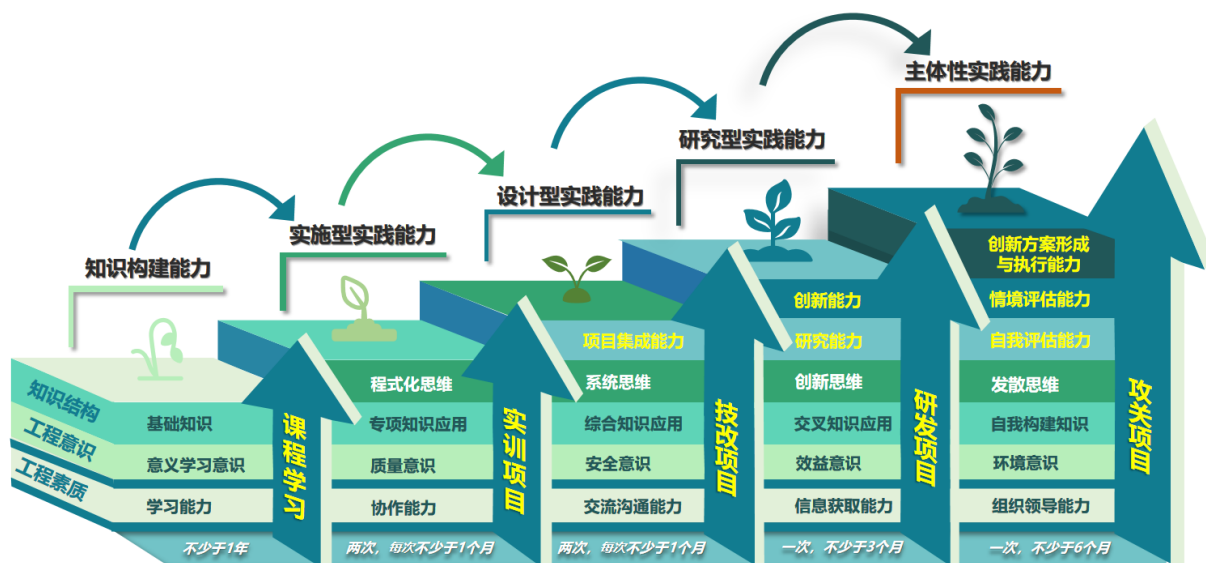 主体性实践能力
研究型实践能力
设计型实践能力
实施型实践能力
知识构建能力
知识结构
工程意识
工程素质
基础知识
意义学习意识
学习能力
不少于1年
课程学习
程式化思维
专项知识应用
质量意识
协作能力
两次，每次不少于1个月
实训项目
项目集成能力
系统思维
综合知识应用
安全意识
交流沟通能力
两次，每次不少于1个月
技改项目
创新能力
研究能力
创新思维
交叉知识应用
效益意识
信息获取能力
一次，不少于3个月
研发项目
创新方案形成
与执行能力
情境评估能力
自我评估能力
发散思维
自我构建知识
环境意识
组织领导能力
一次，不少于6个月
攻关项目